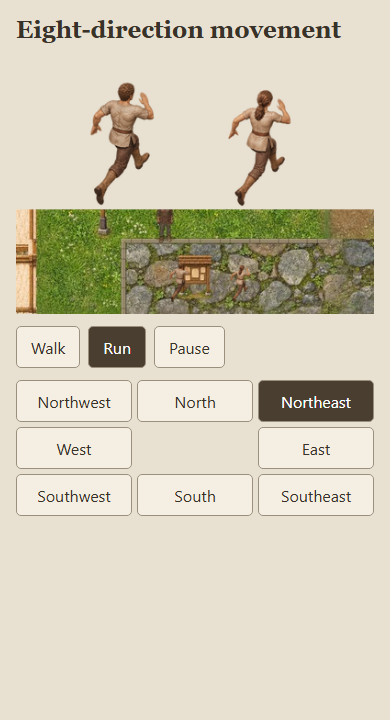 Eight-direction movement
Walk Run Pause
Northwest North Northeast
West East
Southwest South Southeast